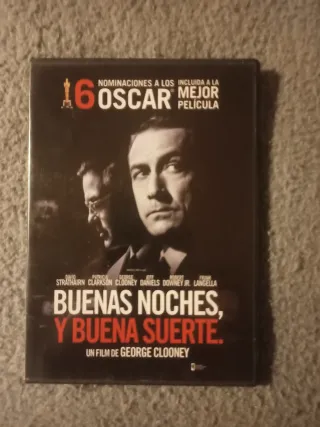 6 NOMINACIONES A LOS OSCAR® INCLUIDA A LA MEJOR PELÍCULA
DAVID STRATHAIRN PATRICIA CLARKSON GEORGE CLOONEY JEFF DANIELS ROBERT DOWNEY JR. FRANK LANGELLA
BUENAS NOCHES,
Y BUENA SUERTE.
UN FILM DE GEORGE CLOONEY